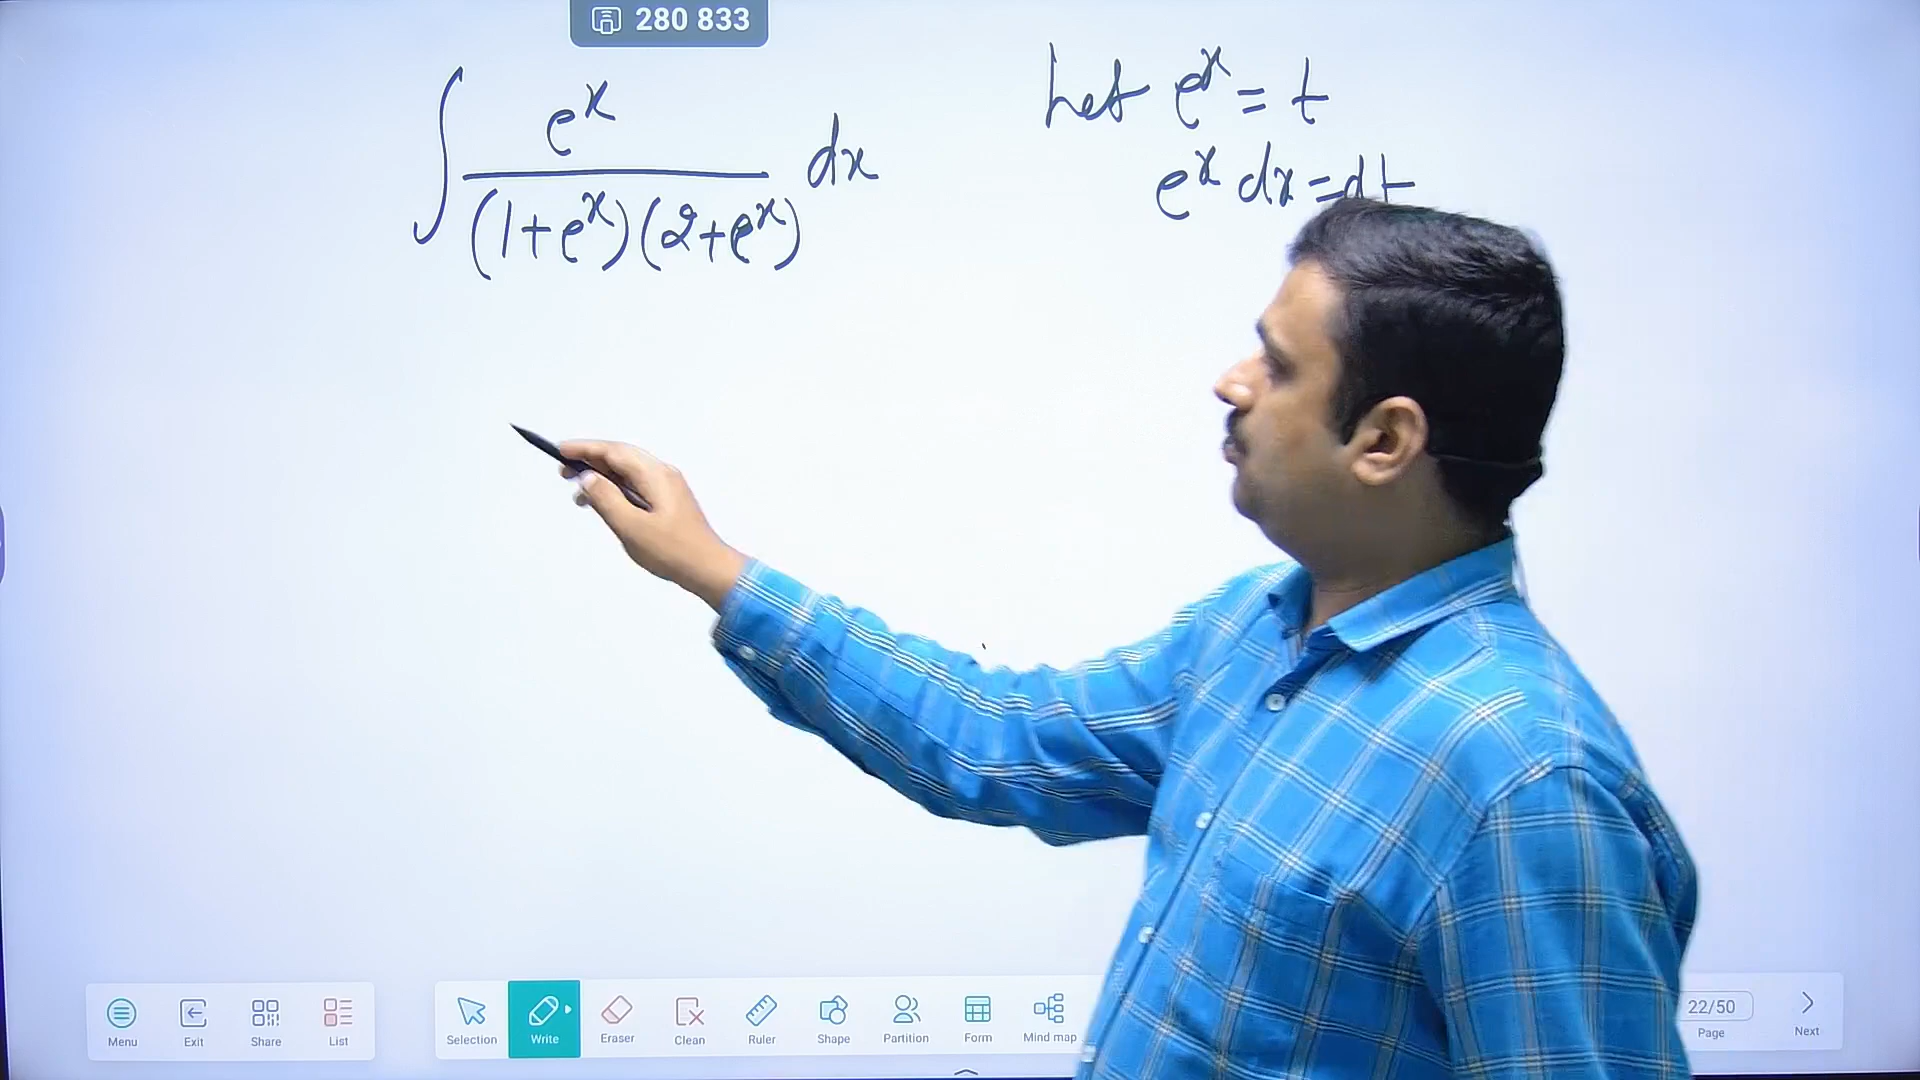 280 833
∫ e^x / (1+e^x)(2+e^x) dx
Let e^x = t
e^x dx = dt
Menu Exit Share List
Selection Write Eraser Clean Ruler Shape Partition Form Mind map
22/50
Page
Next